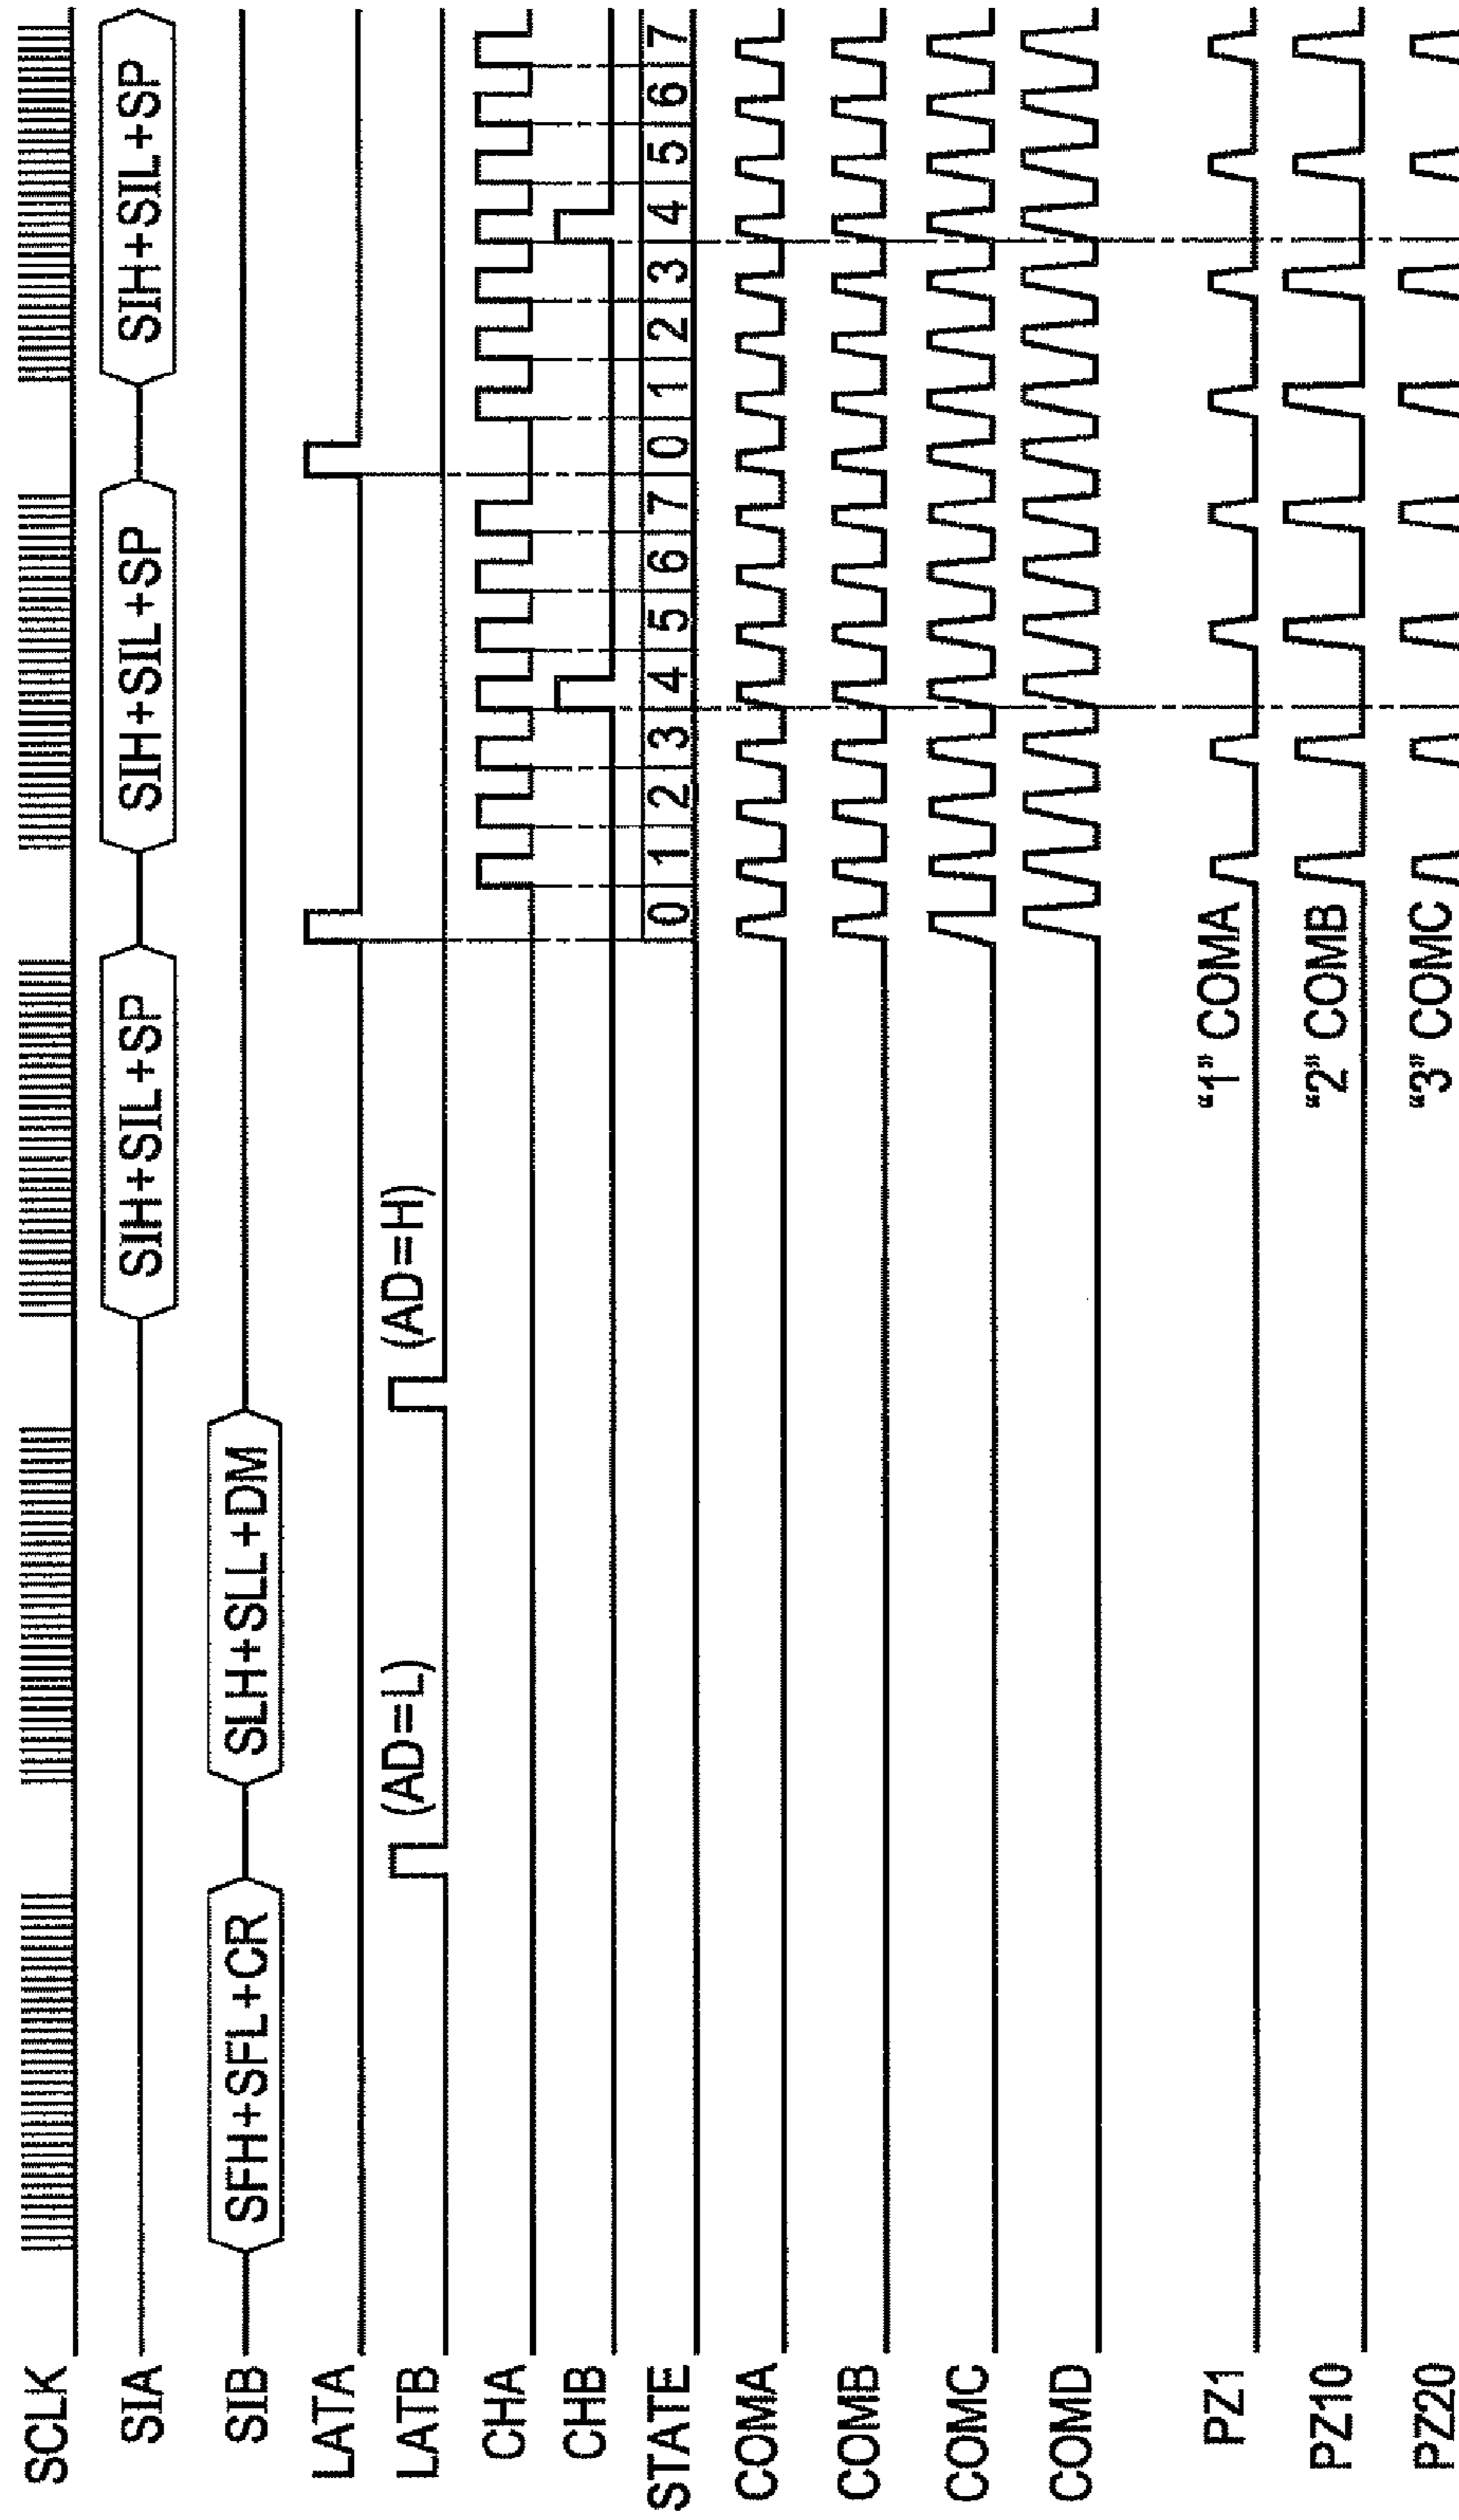 SCLK
SIA SIH+SIL+SP SIH+SIL+SP SIH+SIL+SP
SIB SFH+SFL+CR SLH+SLL+DM
LATA
LATB (AD=L) (AD=H)
CHA
CHB
STATE 0 1 2 3 4 5 6 7 0 1 2 3 4 5 6 7
COMA
COMB
COMC
COMD
PZ1 “1” COMA
PZ10 “2” COMB
PZ20 “3” COMC